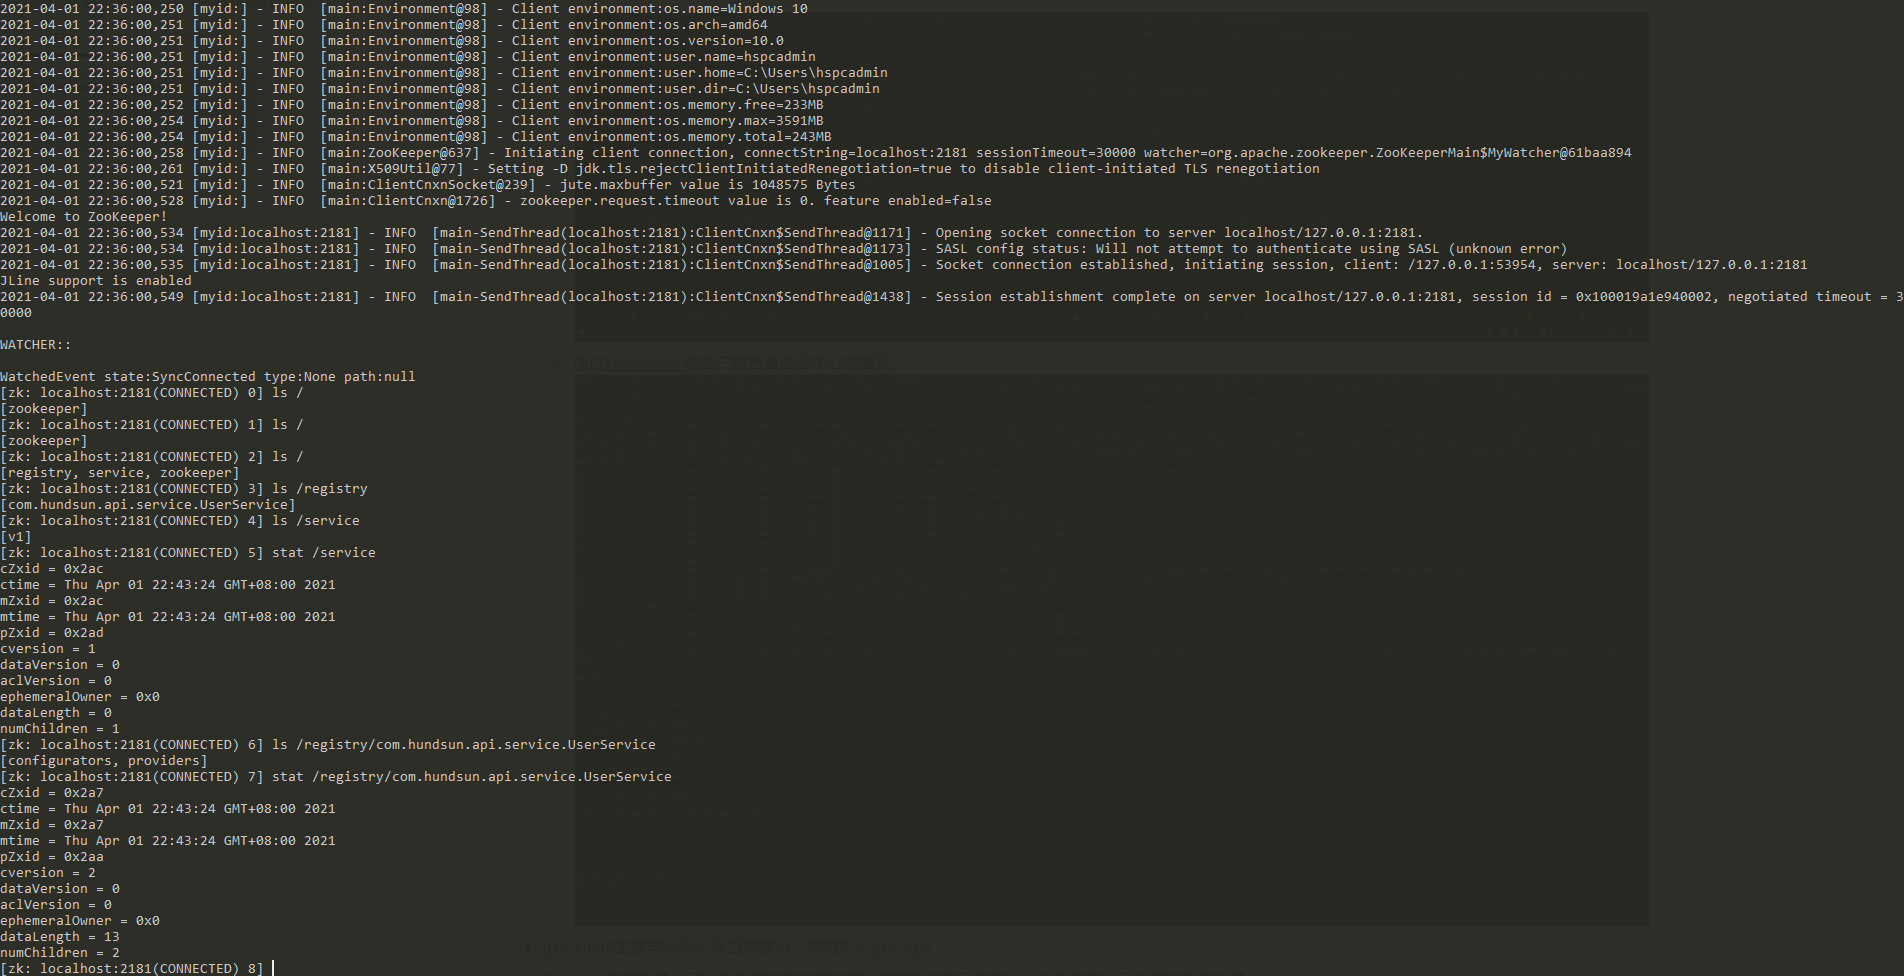 2021-04-01 22:36:00,250 [myid:] - INFO  [main:Environment@98] - Client environment:os.name=Windows 10
2021-04-01 22:36:00,251 [myid:] - INFO  [main:Environment@98] - Client environment:os.arch=amd64
2021-04-01 22:36:00,251 [myid:] - INFO  [main:Environment@98] - Client environment:os.version=10.0
2021-04-01 22:36:00,251 [myid:] - INFO  [main:Environment@98] - Client environment:user.name=hspcadmin
2021-04-01 22:36:00,251 [myid:] - INFO  [main:Environment@98] - Client environment:user.home=C:\Users\hspcadmin
2021-04-01 22:36:00,251 [myid:] - INFO  [main:Environment@98] - Client environment:user.dir=C:\Users\hspcadmin
2021-04-01 22:36:00,252 [myid:] - INFO  [main:Environment@98] - Client environment:os.memory.free=233MB
2021-04-01 22:36:00,254 [myid:] - INFO  [main:Environment@98] - Client environment:os.memory.max=3591MB
2021-04-01 22:36:00,254 [myid:] - INFO  [main:Environment@98] - Client environment:os.memory.total=243MB
2021-04-01 22:36:00,258 [myid:] - INFO  [main:ZooKeeper@637] - Initiating client connection, connectString=localhost:2181 sessionTimeout=30000 watcher=org.apache.zookeeper.ZooKeeperMain$MyWatcher@61baa894
2021-04-01 22:36:00,261 [myid:] - INFO  [main:X509Util@77] - Setting -D jdk.tls.rejectClientInitiatedRenegotiation=true to disable client-initiated TLS renegotiation
2021-04-01 22:36:00,521 [myid:] - INFO  [main:ClientCnxnSocket@239] - jute.maxbuffer value is 1048575 Bytes
2021-04-01 22:36:00,528 [myid:] - INFO  [main:ClientCnxn@1726] - zookeeper.request.timeout value is 0. feature enabled=false
Welcome to ZooKeeper!
2021-04-01 22:36:00,534 [myid:localhost:2181] - INFO  [main-SendThread(localhost:2181):ClientCnxn$SendThread@1171] - Opening socket connection to server localhost/127.0.0.1:2181.
2021-04-01 22:36:00,534 [myid:localhost:2181] - INFO  [main-SendThread(localhost:2181):ClientCnxn$SendThread@1173] - SASL config status: Will not attempt to authenticate using SASL (unknown error)
2021-04-01 22:36:00,535 [myid:localhost:2181] - INFO  [main-SendThread(localhost:2181):ClientCnxn$SendThread@1005] - Socket connection established, initiating session, client: /127.0.0.1:53954, server: localhost/127.0.0.1:2181
JLine support is enabled
2021-04-01 22:36:00,549 [myid:localhost:2181] - INFO  [main-SendThread(localhost:2181):ClientCnxn$SendThread@1438] - Session establishment complete on server localhost/127.0.0.1:2181, session id = 0x100019a1e940002, negotiated timeout = 3
0000
WATCHER::
WatchedEvent state:SyncConnected type:None path:null
[zk: localhost:2181(CONNECTED) 0] ls /
[zookeeper]
[zk: localhost:2181(CONNECTED) 1] ls /
[zookeeper]
[zk: localhost:2181(CONNECTED) 2] ls /
[registry, service, zookeeper]
[zk: localhost:2181(CONNECTED) 3] ls /registry
[com.hundsun.api.service.UserService]
[zk: localhost:2181(CONNECTED) 4] ls /service
[v1]
[zk: localhost:2181(CONNECTED) 5] stat /service
cZxid = 0x2ac
ctime = Thu Apr 01 22:43:24 GMT+08:00 2021
mZxid = 0x2ac
mtime = Thu Apr 01 22:43:24 GMT+08:00 2021
pZxid = 0x2ad
cversion = 1
dataVersion = 0
aclVersion = 0
ephemeralOwner = 0x0
dataLength = 0
numChildren = 1
[zk: localhost:2181(CONNECTED) 6] ls /registry/com.hundsun.api.service.UserService
[configurators, providers]
[zk: localhost:2181(CONNECTED) 7] stat /registry/com.hundsun.api.service.UserService
cZxid = 0x2a7
ctime = Thu Apr 01 22:43:24 GMT+08:00 2021
mZxid = 0x2a7
mtime = Thu Apr 01 22:43:24 GMT+08:00 2021
pZxid = 0x2aa
cversion = 2
dataVersion = 0
aclVersion = 0
ephemeralOwner = 0x0
dataLength = 13
numChildren = 2
[zk: localhost:2181(CONNECTED) 8]